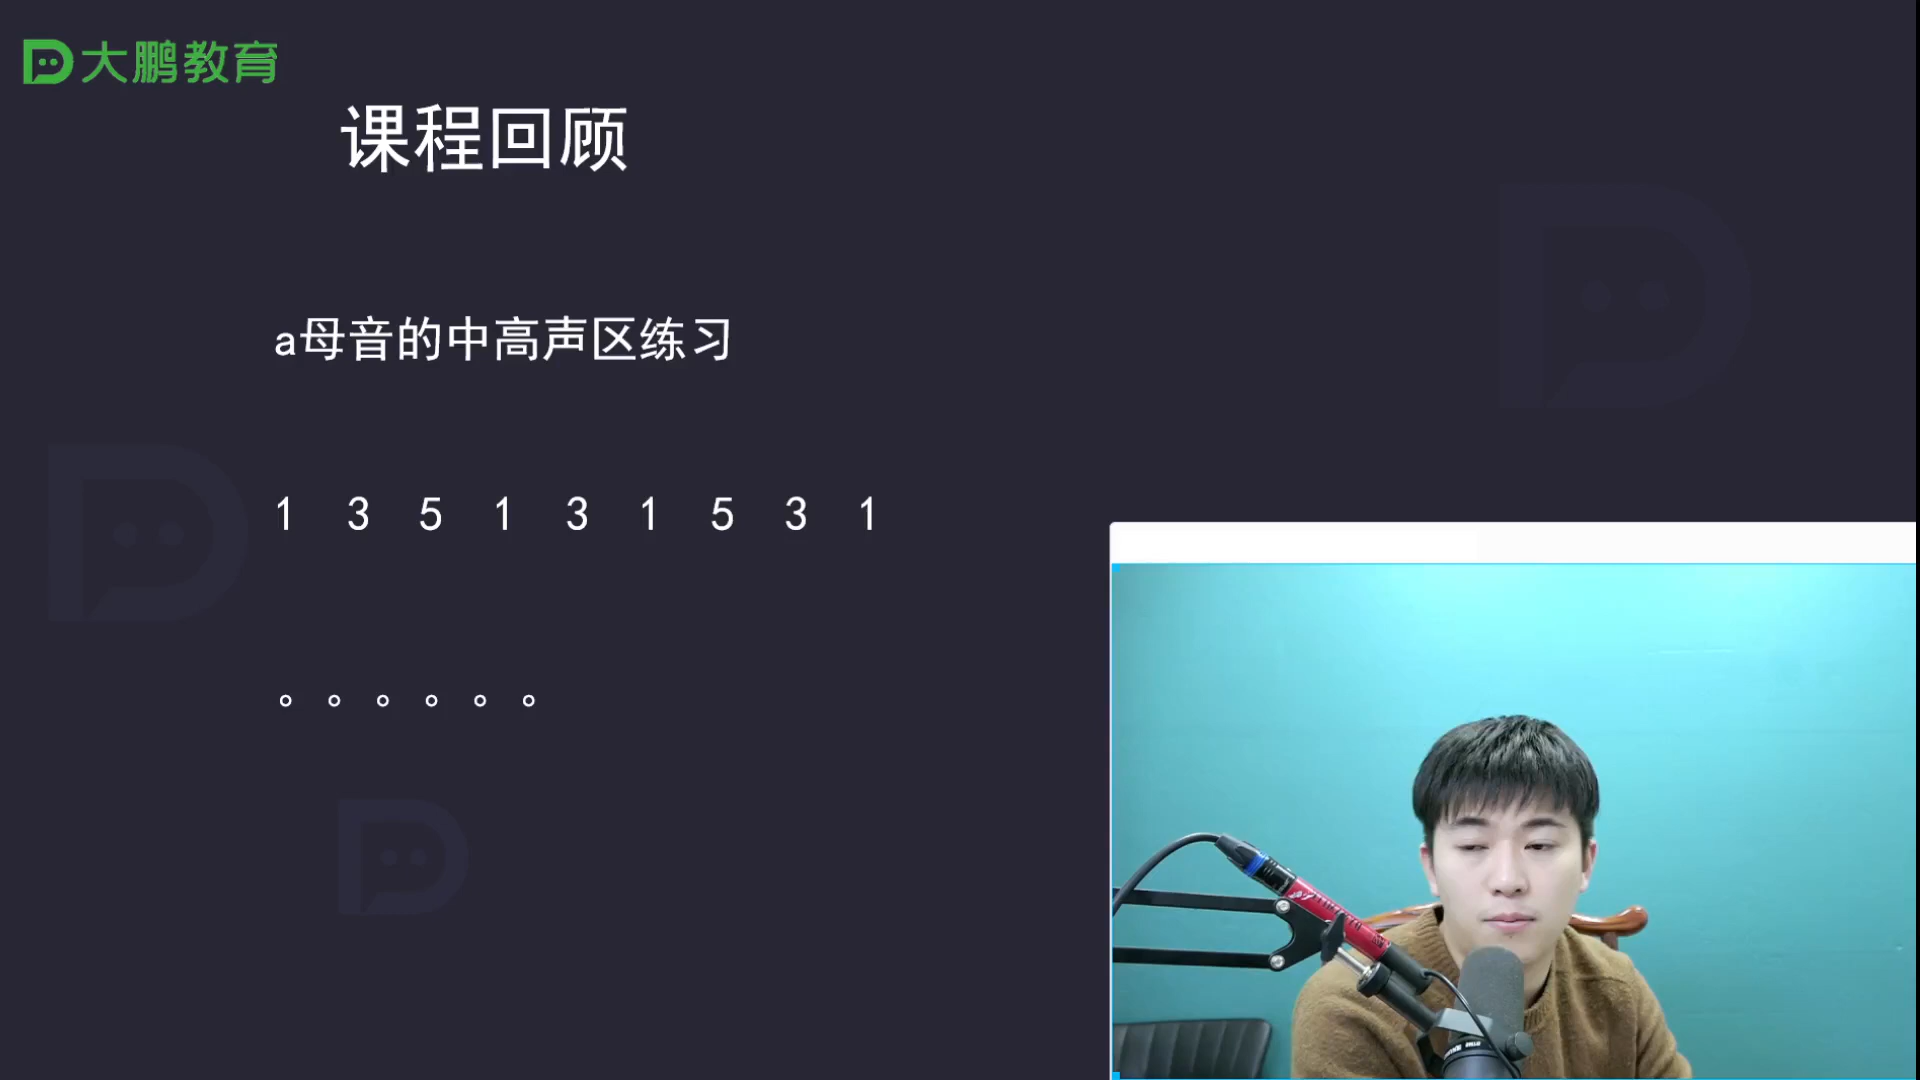 大鹏教育
课程回顾
a母音的中高声区练习
1 3 5 1 3 1 5 3 1
。。。。。。